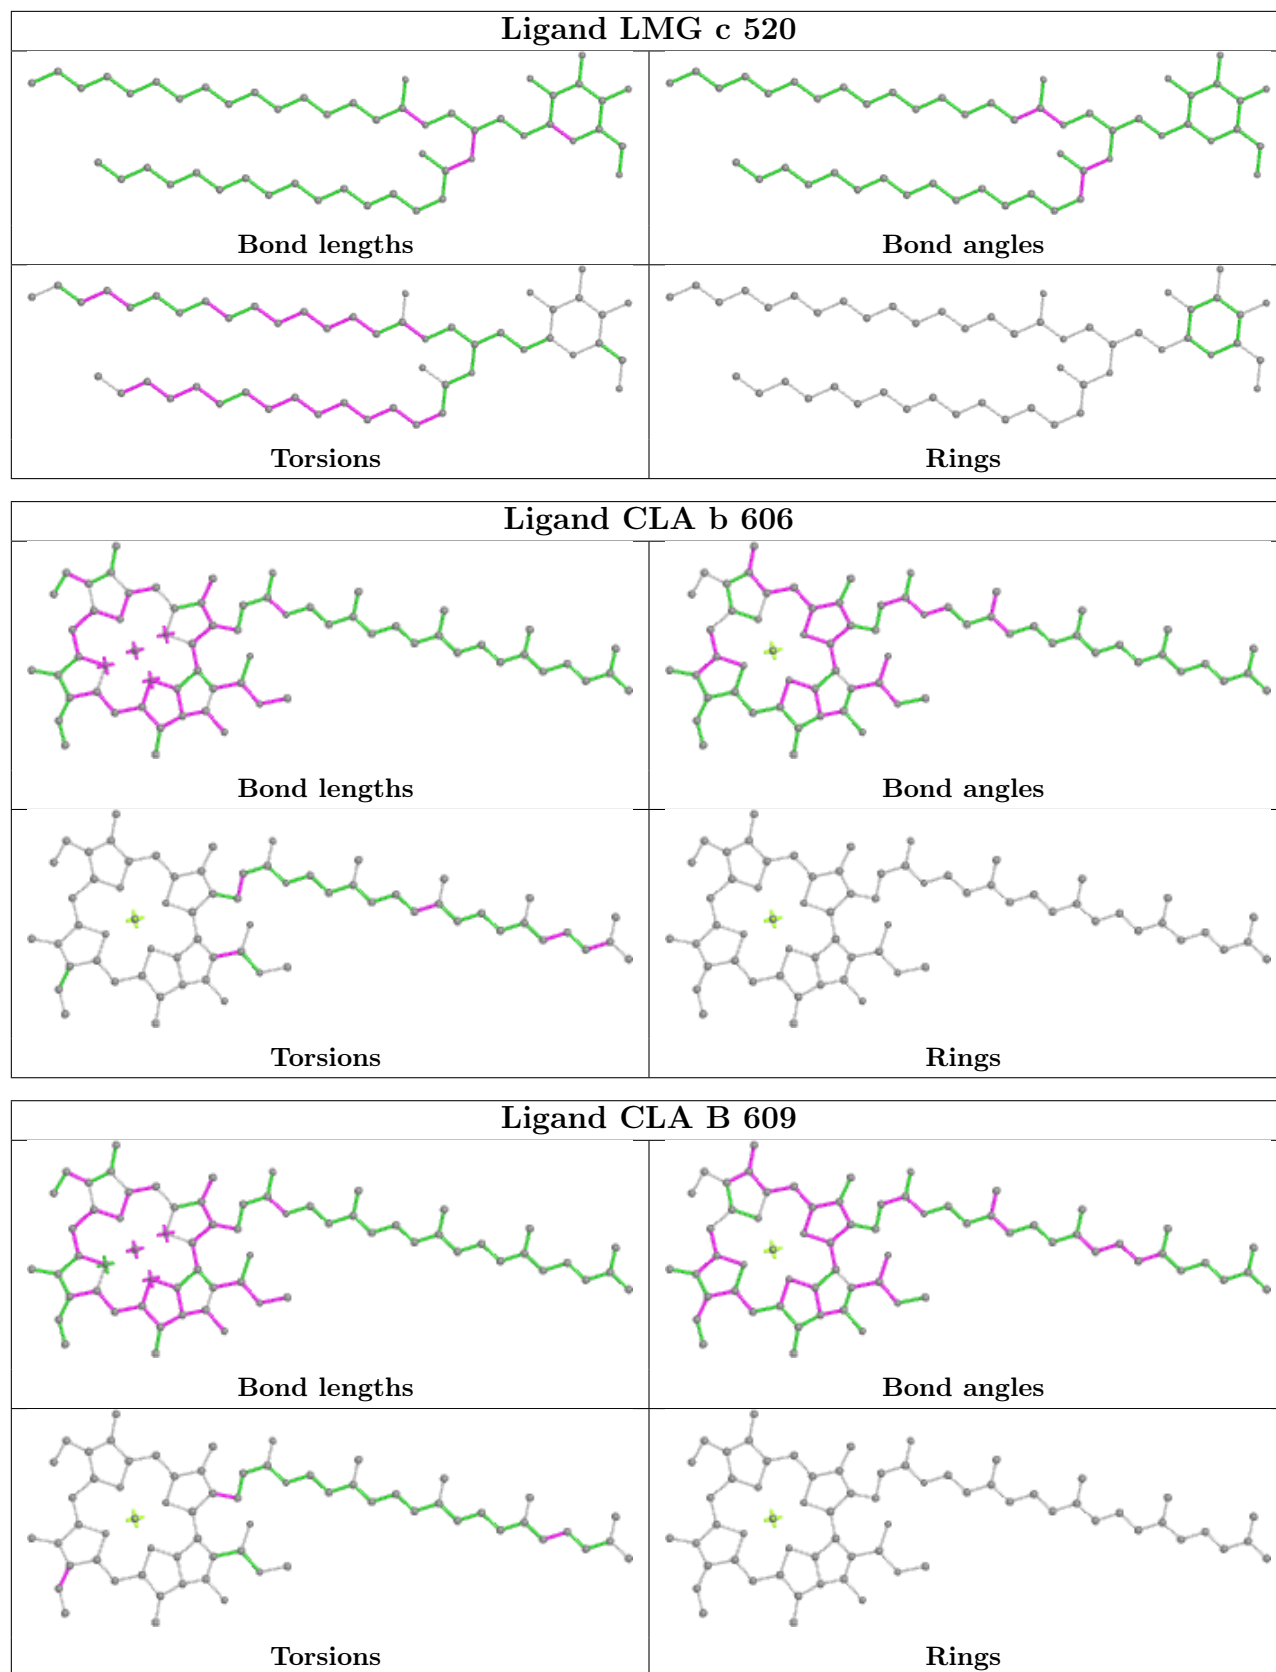 Ligand LMG c 520
Bond lengths
Bond angles
Torsions
Rings
Ligand CLA b 606
Bond lengths
Bond angles
Torsions
Rings
Ligand CLA B 609
Bond lengths
Bond angles
Torsions
Rings